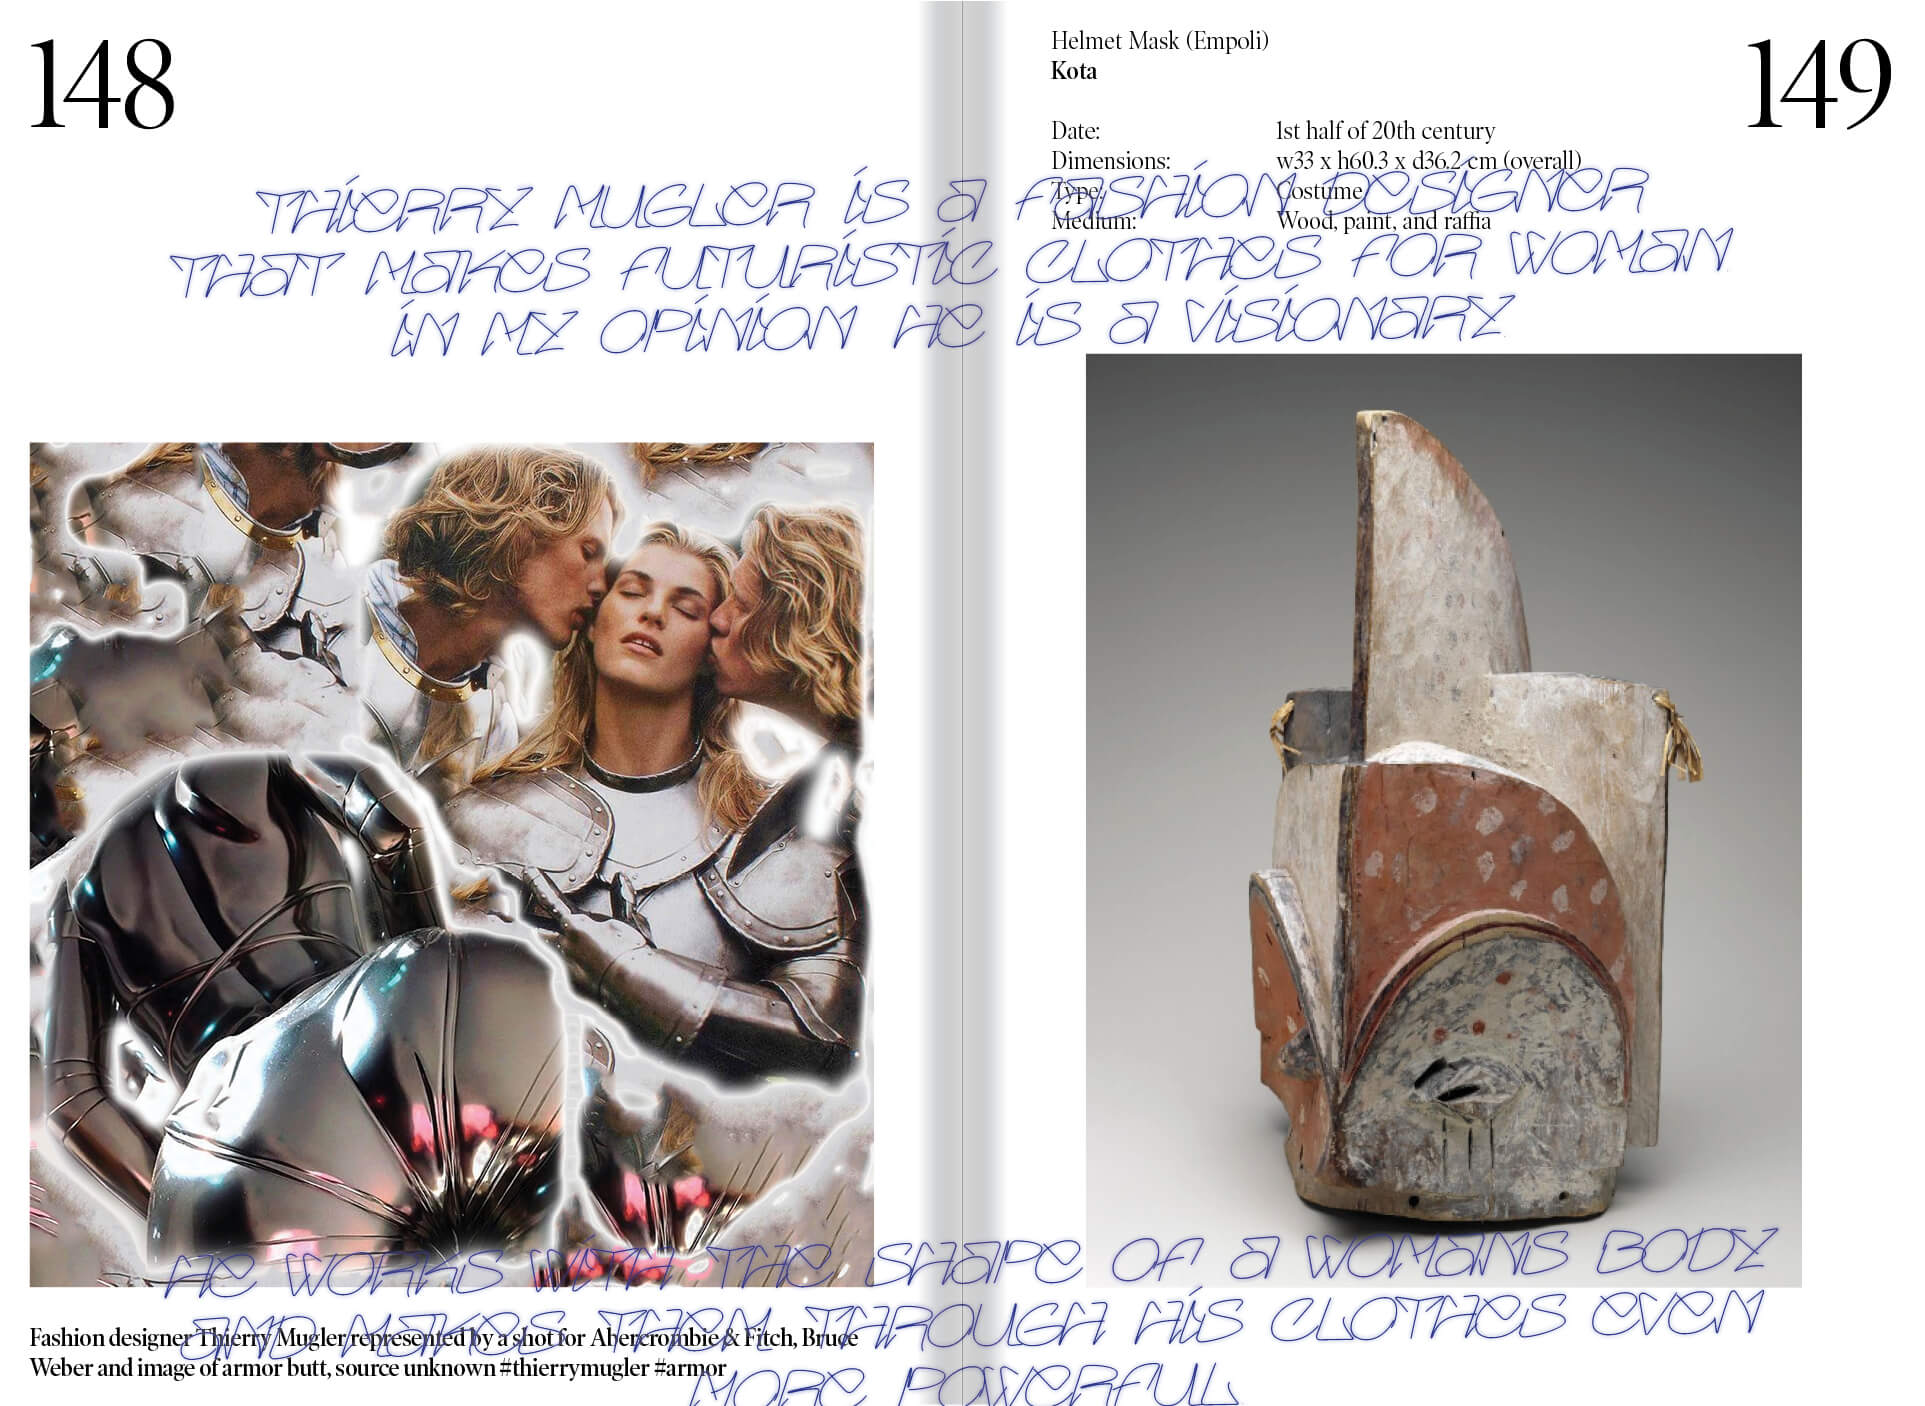 148
Helmet Mask (Empoli)
Kota
149
Date: 1st half of 20th century
Dimensions: w33 x h60.3 x d36.2 cm (overall)
Type: Costume
Medium: Wood, paint, and raffia
THiERRY MUGLER iS a FASHiON DESiGNER
THaT MaKES FUTURiSTiC CLOTHES FOR WOMaN
iN MY OPiNiON HE iS a ViSiONaRY
HE WORKS WiTH THE SHaPE OF a WOMaNS BODY
AND MAKES THEM THROUGH HiS CLOTHES EVEN
MORE POWERFUL
Fashion designer Thierry Mugler represented by a shot for Abercrombie & Fitch, Bruce
Weber and image of armor butt, source unknown #thierrymugler #armor